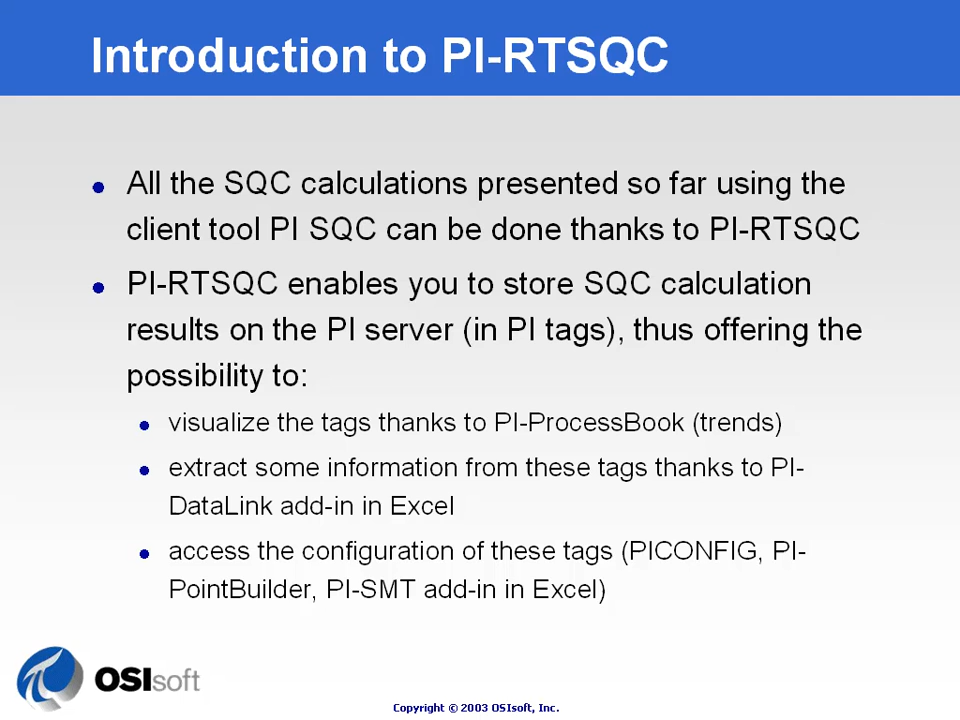 Introduction to PI-RTSQC
All the SQC calculations presented so far using the
client tool PI SQC can be done thanks to PI-RTSQC
PI-RTSQC enables you to store SQC calculation
results on the PI server (in PI tags), thus offering the
possibility to:
visualize the tags thanks to PI-ProcessBook (trends)
extract some information from these tags thanks to PI-
DataLink add-in in Excel
access the configuration of these tags (PICONFIG, PI-
PointBuilder, PI-SMT add-in in Excel)
OSIsoft
Copyright © 2003 OSIsoft, Inc.